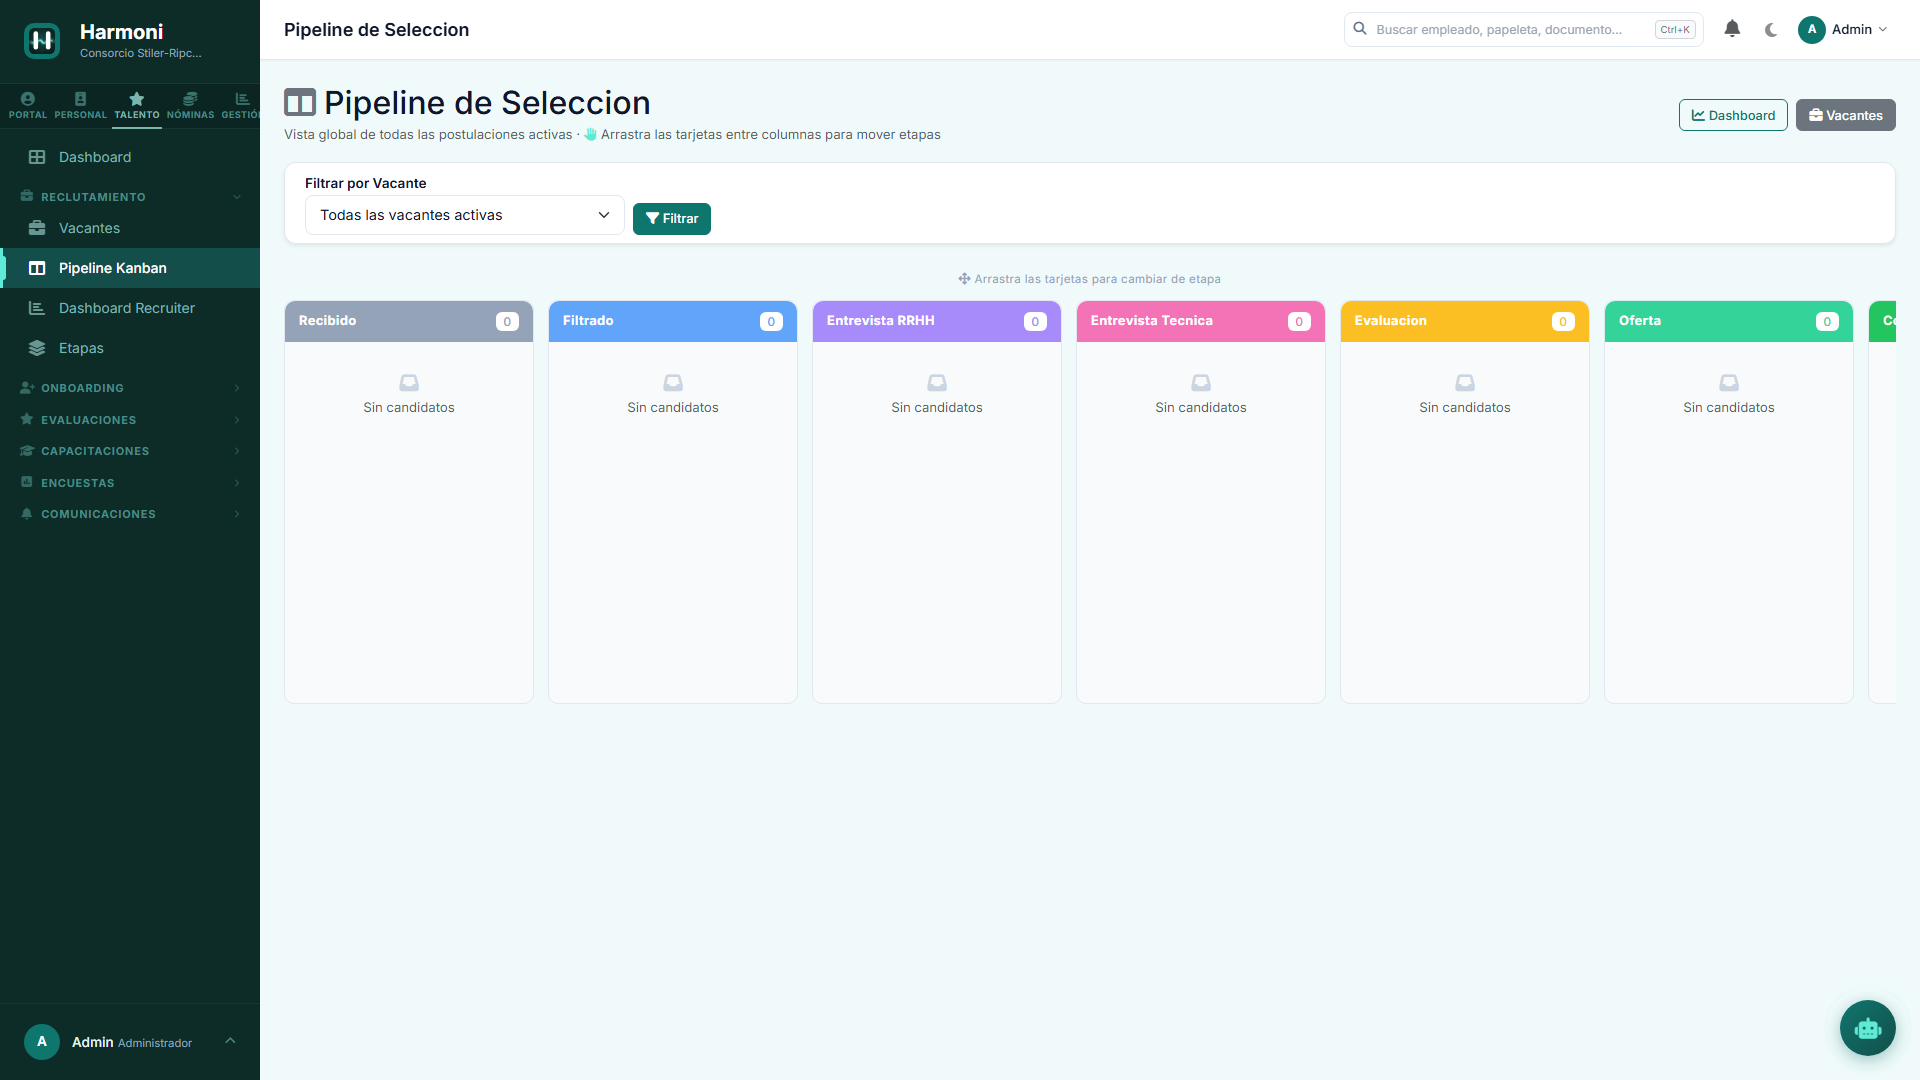 Harmoni
Consorcio Stiler-Ripc...
PORTAL PERSONAL TALENTO NÓMINAS GESTIÓN
Dashboard
RECLUTAMIENTO
Vacantes
Pipeline Kanban
Dashboard Recruiter
Etapas
ONBOARDING
EVALUACIONES
CAPACITACIONES
ENCUESTAS
COMUNICACIONES
A Admin Administrador
Pipeline de Seleccion
Buscar empleado, papeleta, documento... Ctrl+K
A Admin
Pipeline de Seleccion
Vista global de todas las postulaciones activas · Arrastra las tarjetas entre columnas para mover etapas
Dashboard
Vacantes
Filtrar por Vacante
Todas las vacantes activas
Filtrar
Arrastra las tarjetas para cambiar de etapa
Recibido 0
Sin candidatos
Filtrado 0
Sin candidatos
Entrevista RRHH 0
Sin candidatos
Entrevista Tecnica 0
Sin candidatos
Evaluacion 0
Sin candidatos
Oferta 0
Sin candidatos